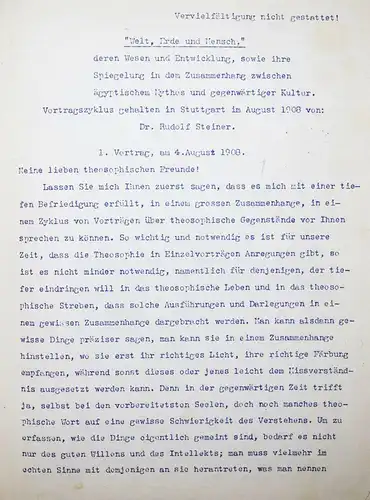 Vervielfältigung nicht gestattet!
"Welt, Erde und Mensch,"
deren Wesen und Entwicklung, sowie ihre
Spiegelung in dem Zusammenhang zwischen
ägyptischem Mythos und gegenwärtiger Kultur.
Vortragszyklus gehalten in Stuttgart im August 1908 von:
Dr. Rudolf Steiner.
1. Vortrag, am 4.August 1908.
Meine lieben theosophischen Freunde!
Lassen Sie mich Ihnen zuerst sagen, dass es mich mit einer tie-
fen Befriedigung erfüllt, in einem grossen Zusammenhange, in ei-
nem Zyklus von Vorträgen über theosophische Gegenstände vor Ihnen
sprechen zu können. So wichtig und notwendig es ist für unsere
Zeit, dass die Theosophie in Einzelvorträgen Anregungen gibt, so
ist es nicht minder notwendig, namentlich für denjenigen, der tie-
fer eindringen will in das theosophische Leben und in das theoso-
phische Streben, dass solche Ausführungen und Darlegungen in ei-
nem gewissen Zusammenhange dargebracht werden. Man kann alsdann ge-
wisse Dinge präziser sagen, man kann sie in einem Zusammenhange
hinstellen, wo sie erst ihr richtiges Licht, ihre richtige Färbung
empfangen, während sonst dieses oder jenes leicht dem Missverständ-
nis ausgesetzt werden kann. Denn in der gegenwärtigen Zeit trifft
ja, selbst bei den vorbereitetsten Seelen, doch noch manches theo-
phische Wort auf eine gewisse Schwierigkeit des Verstehens. Um zu
erfassen, wie die Dinge eigentlich gemeint sind, bedarf es nicht
nur des guten Willens und des Intellekts; man muss vielmehr im
echten Sinne mit demjenigen an sie herantreten, was man nennen